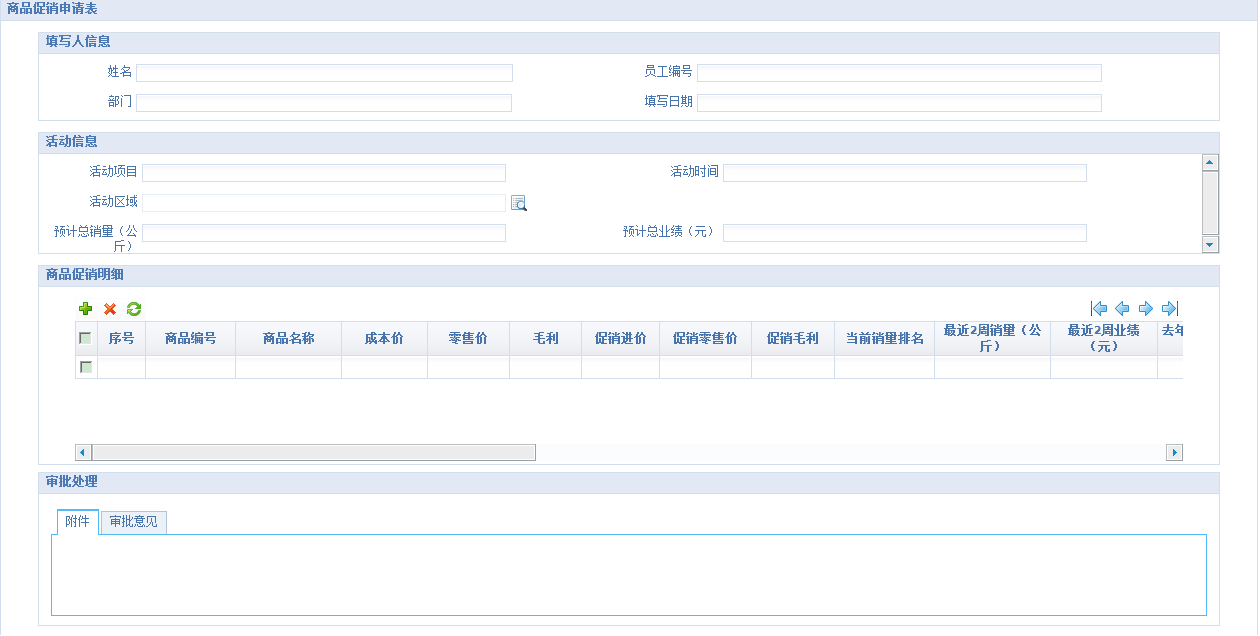 商品促销申请表
填写人信息
姓名 员工编号
部门 填写日期
活动信息
活动项目 活动时间
活动区域
预计总销量（公 预计总业绩（元）
斤）
商品促销明细
序号 商品编号 商品名称 成本价 零售价 毛利 促销进价 促销零售价 促销毛利 当前销量排名 最近2周销量（公 最近2周业绩 去年
斤） （元）
审批处理
附件 审批意见